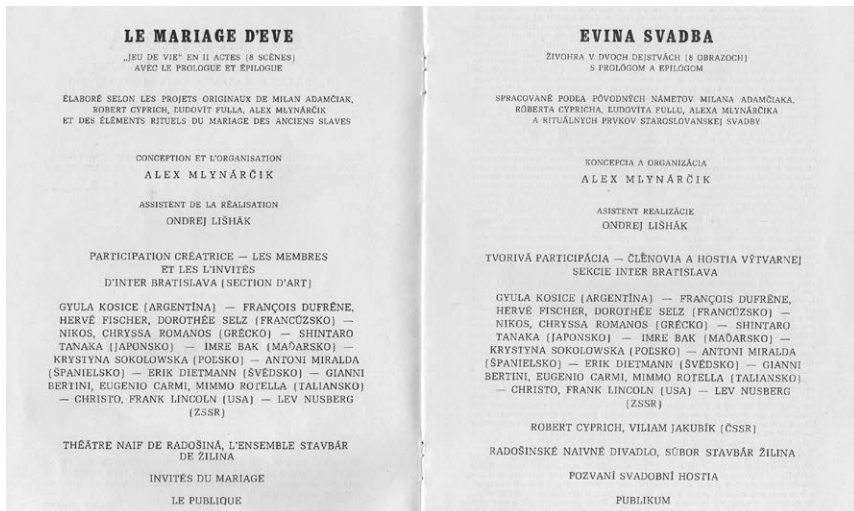 LE MARIAGE D'EVE
„JEU DE VIE" EN II ACTES (8 SCÈNES)
AVEC LE PROLOGUE ET ÉPILOGUE
ÉLABORÉ SELON LES PROJETS ORIGINAUX DE MILAN ADAMČIAK,
ROBERT CYPRICH, ĽUDOVÍT FULLA, ALEX MLYNÁRČIK
ET DES ÉLÉMENTS RITUELS DU MARIAGE DES ANCIENS SLAVES
CONCEPTION ET L'ORGANISATION
ALEX MLYNÁRČIK
ASSISTENT DE LA RÉALISATION
ONDREJ LIŠHÁK
PARTICIPATION CRÉATRICE — LES MEMBRES
ET LES L'INVITÉS
D'INTER BRATISLAVA (SECTION D'ART)
GYULA KOSICE (ARGENTÍNA) — FRANÇOIS DUFRÊNE,
HERVÉ FISCHER, DOROTHÉE SELZ (FRANCÚZSKO) —
NIKOS, CHRYSSA ROMANOS (GRÉCKO) — SHINTARO
TANAKA (JAPONSKO) — IMRE BAK (MAĎARSKO) —
KRYSTYNA SOKOLOWSKA (POĽSKO) — ANTONI MIRALDA
(ŠPANIELSKO) — ERIK DIETMANN (ŠVÉDSKO) — GIANNI
BERTINI, EUGENIO CARMI, MIMMO ROTELLA (TALIANSKO)
— CHRISTO, FRANK LINCOLN (USA) — LEV NUSBERG
(ZSSR)
THÉÂTRE NAIF DE RADOŠINÁ, L'ENSEMBLE STAVBÁR
DE ŽILINA
INVITÉS DU MARIAGE
LE PUBLIQUE
EVINA SVADBA
ŽIVOHRA V DVOCH DEJSTVÁCH (8 OBRAZOCH)
S PROLÓGOM A EPILÓGOM
SPRACOVANÉ PODĽA PÔVODNÝCH NÁMETOV MILANA ADAMČIAKA,
RÓBERTA CYPRICHA, ĽUDOVÍTA FULLU, ALEXA MLYNÁRČIKA
A RITUÁLNYCH PRVKOV STAROSLOVANSKEJ SVADBY
KONCEPCIA A ORGANIZÁCIA
ALEX MLYNÁRČIK
ASISTENT REALIZÁCIE
ONDREJ LIŠHÁK
TVORIVÁ PARTICIPÁCIA — ČLENOVIA A HOSTIA VÝTVARNEJ
SEKCIE INTER BRATISLAVA
GYULA KOSICE (ARGENTÍNA) — FRANÇOIS DUFRÊNE,
HERVÉ FISCHER, DOROTHÉE SELZ (FRANCÚZSKO) —
NIKOS, CHRYSSA ROMANOS (GRÉCKO) — SHINTARO
TANAKA (JAPONSKO) — IMRE BAK (MAĎARSKO) —
KRYSTYNA SOKOLOWSKA (POĽSKO) — ANTONI MIRALDA
(ŠPANIELSKO) — ERIK DIETMANN (ŠVÉDSKO) — GIANNI
BERTINI, EUGENIO CARMI, MIMMO ROTELLA (TALIANSKO)
— CHRISTO, FRANK LINCOLN (USA) — LEV NUSBERG
(ZSSR)
ROBERT CYPRICH, VILIAM JAKUBÍK (ČSSR)
RADOŠINSKÉ NAIVNÉ DIVADLO, SÚBOR STAVBÁR ŽILINA
POZVANÍ SVADOBNÍ HOSTIA
PUBLIKUM